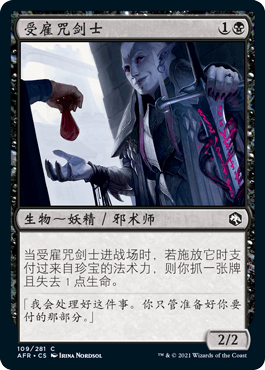 受雇咒剑士 1
生物～妖精／邪术师
当受雇咒剑士进战场时，若施放它时支
付过来自珍宝的法术力，则你抓一张牌
且失去1点生命。
「我会处理好这件事。你只管准备好你要
付的那部分。」
2/2
109/281 C
AFR • CS IRINA NORDSOL
™ & © 2021 Wizards of the Coast